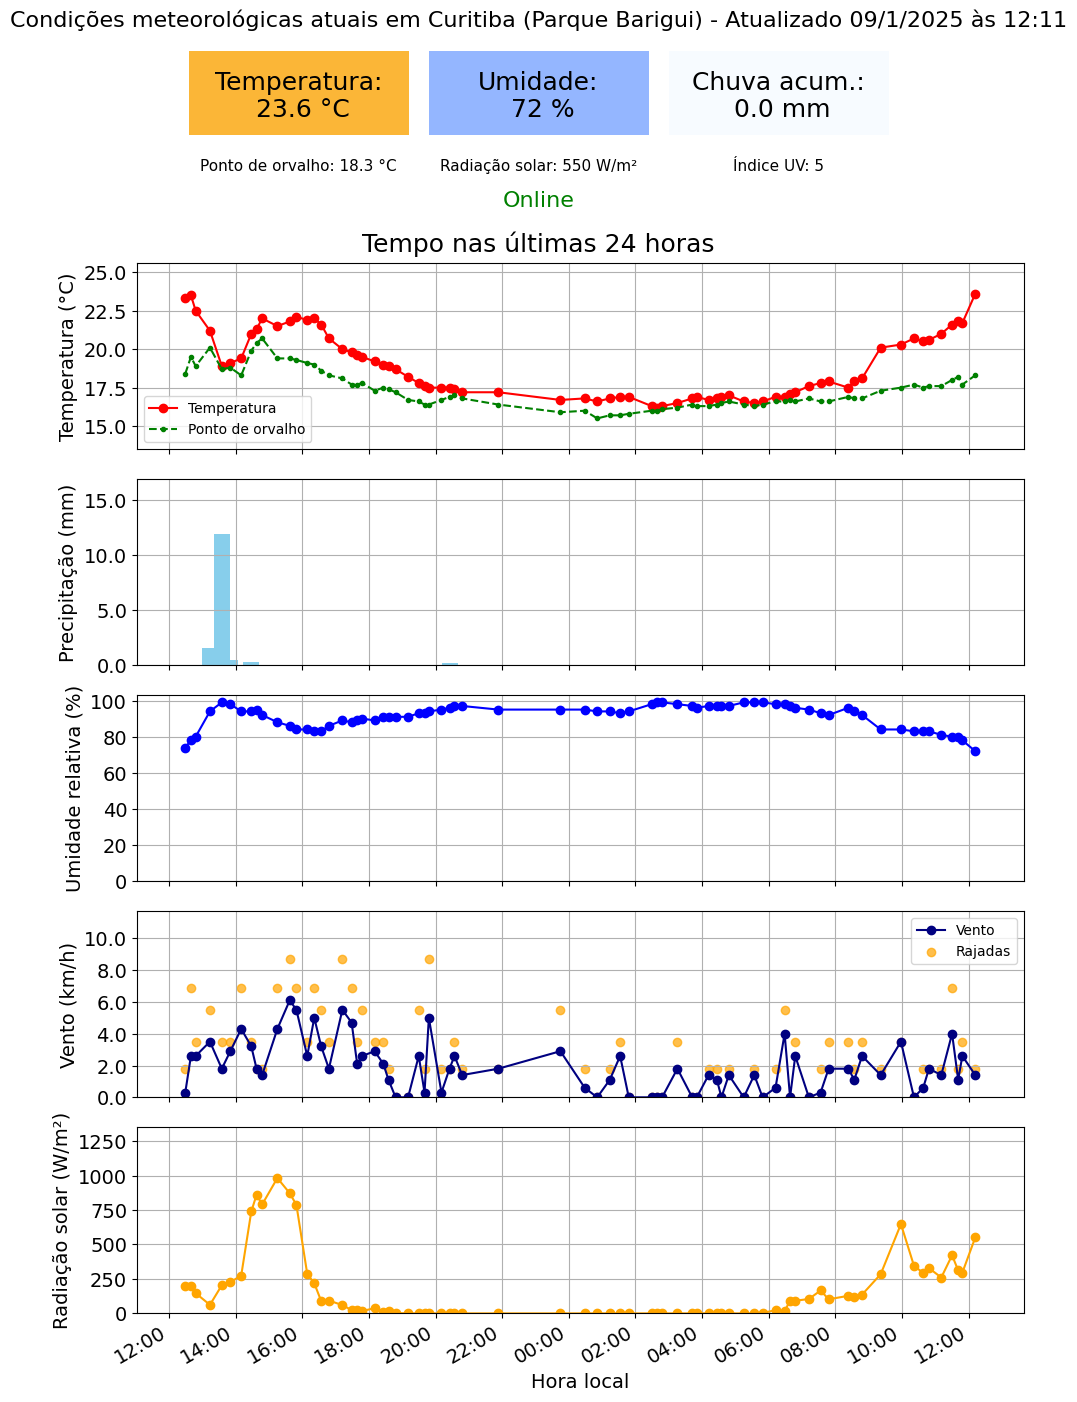 Condições meteorológicas atuais em Curitiba (Parque Barigui) - Atualizado 09/1/2025 às 12:11
Temperatura:
23.6 °C
Umidade:
72 %
Chuva acum.:
0.0 mm
Ponto de orvalho: 18.3 °C
Radiação solar: 550 W/m²
Índice UV: 5
Online
Tempo nas últimas 24 horas
Temperatura (°C)
25.0
22.5
20.0
17.5
15.0
Temperatura
Ponto de orvalho
Precipitação (mm)
15.0
10.0
5.0
0.0
Umidade relativa (%)
100
80
60
40
20
0
Vento (km/h)
10.0
8.0
6.0
4.0
2.0
0.0
Vento
Rajadas
Radiação solar (W/m²)
1250
1000
750
500
250
0
12:00
14:00
16:00
18:00
20:00
22:00
00:00
02:00
04:00
06:00
08:00
10:00
12:00
Hora local